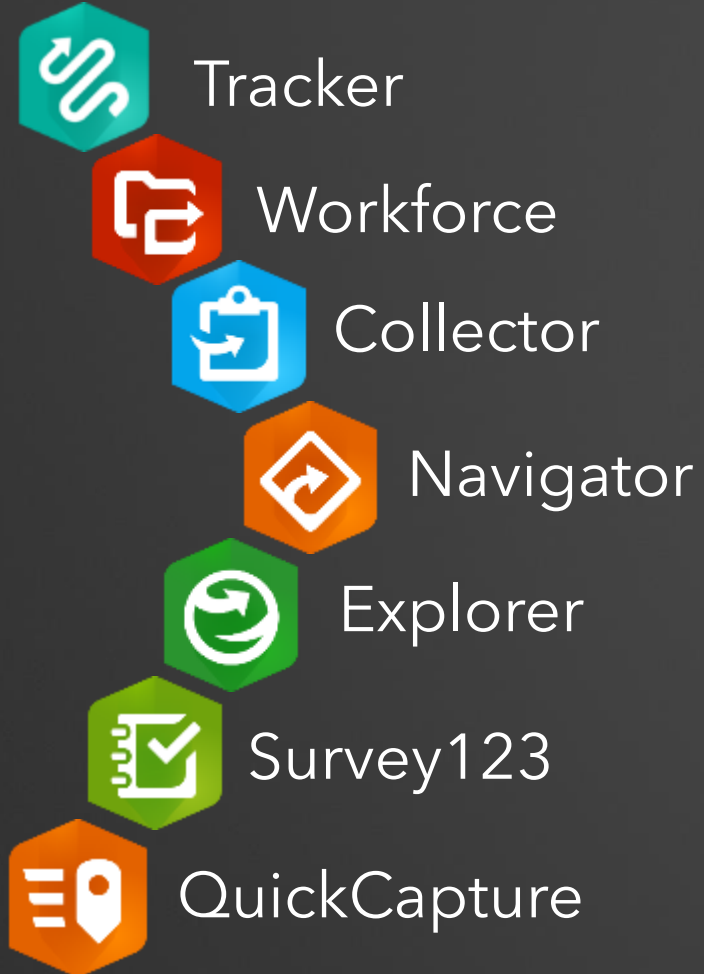 Tracker
Workforce
Collector
Navigator
Explorer
Survey123
QuickCapture